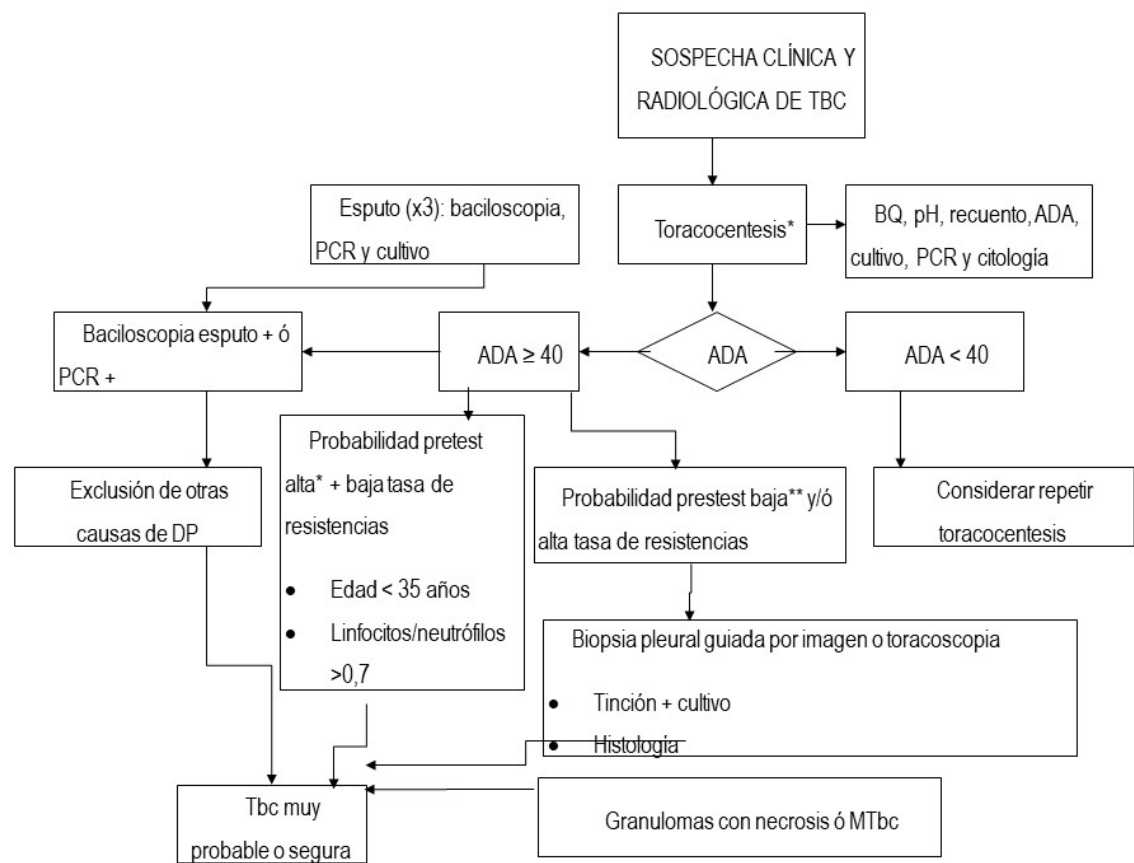 SOSPECHA CLÍNICA Y
RADIOLÓGICA DE TBC
Esputo (x3): baciloscopia,
PCR y cultivo
Toracocentesis*
BQ, pH, recuento, ADA,
cultivo, PCR y citología
Baciloscopia esputo + ó
PCR +
ADA ≥ 40
ADA
ADA < 40
Exclusión de otras
causas de DP
Probabilidad pretest
alta* + baja tasa de
resistencias
● Edad < 35 años
● Linfocitos/neutrófilos
>0,7
Probabilidad prestest baja** y/ó
alta tasa de resistencias
Considerar repetir
toracocentesis
Biopsia pleural guiada por imagen o toracoscopia
● Tinción + cultivo
● Histología
Tbc muy
probable o segura
Granulomas con necrosis ó MTbc